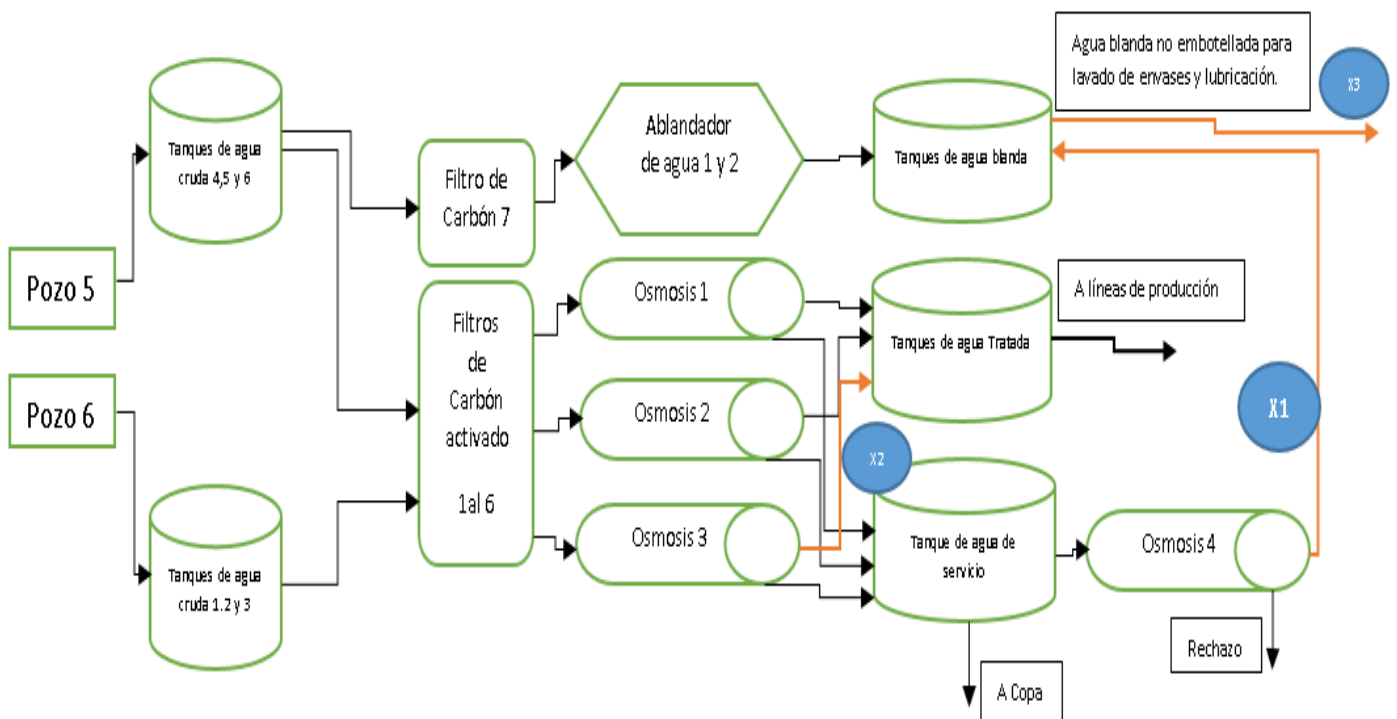 Pozo 5
Pozo 6
Tanques de agua
cruda 4,5 y 6
Tanques de agua
cruda 1.2 y 3
Filtro de
Carbón 7
Filtros
de
Carbón
activado
1al 6
Ablandador
de agua 1 y 2
Osmosis 1
Osmosis 2
Osmosis 3
Tanques de agua blanda
Tanques de agua Tratada
X2
Tanque de agua de
servicio
Agua blanda no embotellada para
lavado de envases y lubricación.
X3
A líneas de producción
X1
Osmosis 4
Rechazo
A Copa